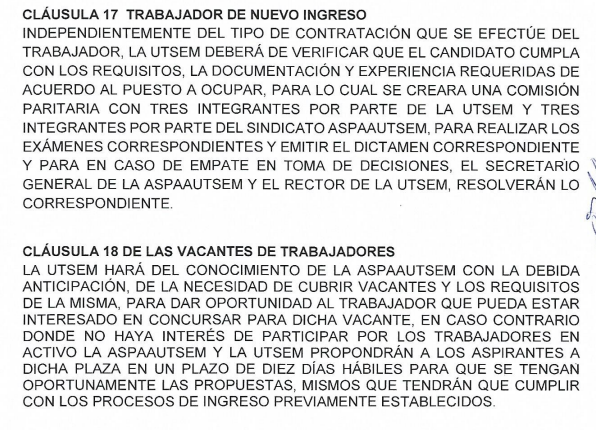 CLÁUSULA 17 TRABAJADOR DE NUEVO INGRESO
INDEPENDIENTEMENTE DEL TIPO DE CONTRATACIÓN QUE SE EFECTÚE DEL
TRABAJADOR, LA UTSEM DEBERÁ DE VERIFICAR QUE EL CANDIDATO CUMPLA
CON LOS REQUISITOS, LA DOCUMENTACIÓN Y EXPERIENCIA REQUERIDAS DE
ACUERDO AL PUESTO A OCUPAR, PARA LO CUAL SE CREARA UNA COMISIÓN
PARITARIA CON TRES INTEGRANTES POR PARTE DE LA UTSEM Y TRES
INTEGRANTES POR PARTE DEL SINDICATO ASPAAUTSEM, PARA REALIZAR LOS
EXÁMENES CORRESPONDIENTES Y EMITIR EL DICTAMEN CORRESPONDIENTE
Y PARA EN CASO DE EMPATE EN TOMA DE DECISIONES, EL SECRETARIO
GENERAL DE LA ASPAAUTSEM Y EL RECTOR DE LA UTSEM, RESOLVERÁN LO
CORRESPONDIENTE.
CLÁUSULA 18 DE LAS VACANTES DE TRABAJADORES
LA UTSEM HARÁ DEL CONOCIMIENTO DE LA ASPAAUTSEM CON LA DEBIDA
ANTICIPACIÓN, DE LA NECESIDAD DE CUBRIR VACANTES Y LOS REQUISITOS
DE LA MISMA, PARA DAR OPORTUNIDAD AL TRABAJADOR QUE PUEDA ESTAR
INTERESADO EN CONCURSAR PARA DICHA VACANTE, EN CASO CONTRARIO
DONDE NO HAYA INTERÉS DE PARTICIPAR POR LOS TRABAJADORES EN
ACTIVO LA ASPAAUTSEM Y LA UTSEM PROPONDRÁN A LOS ASPIRANTES A
DICHA PLAZA EN UN PLAZO DE DIEZ DÍAS HÁBILES PARA QUE SE TENGAN
OPORTUNAMENTE LAS PROPUESTAS, MISMOS QUE TENDRÁN QUE CUMPLIR
CON LOS PROCESOS DE INGRESO PREVIAMENTE ESTABLECIDOS.